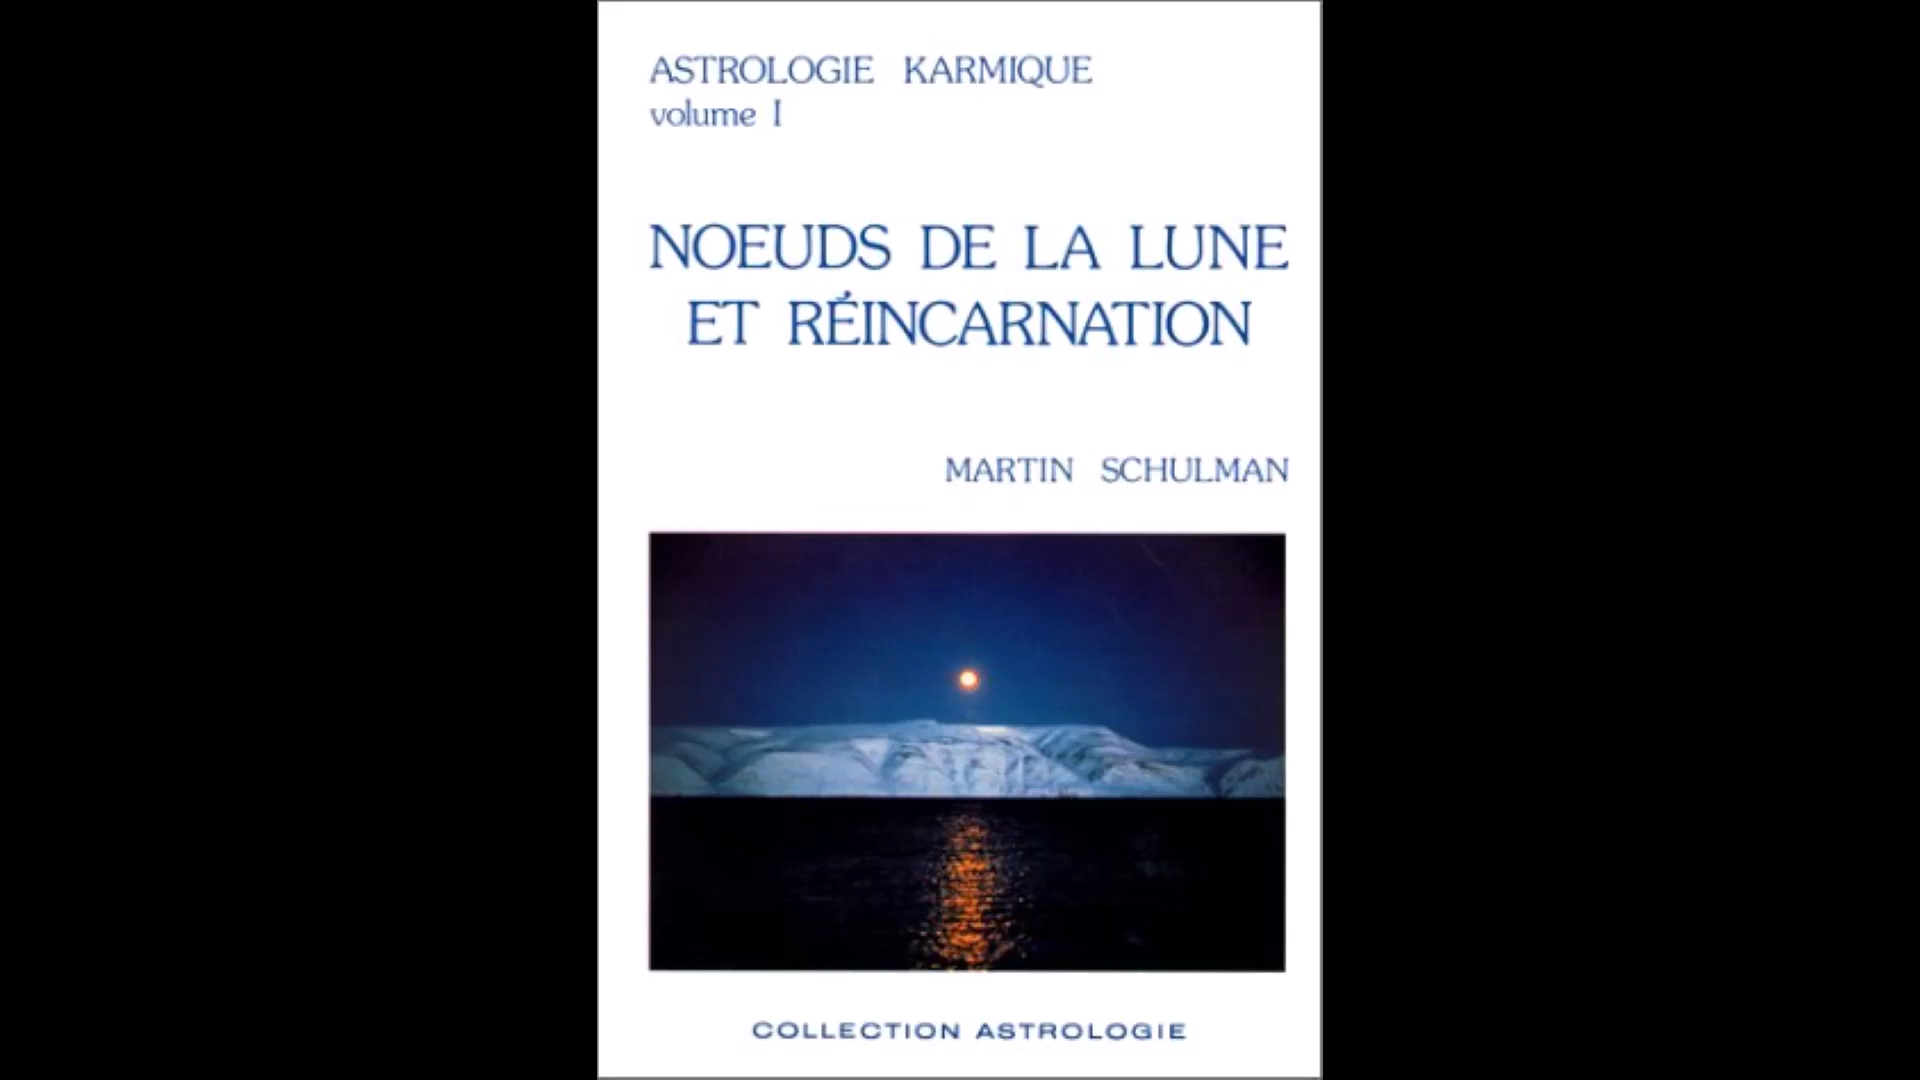 ASTROLOGIE KARMIQUE
volume I
NOEUDS DE LA LUNE
ET RÉINCARNATION
MARTIN SCHULMAN
COLLECTION ASTROLOGIE